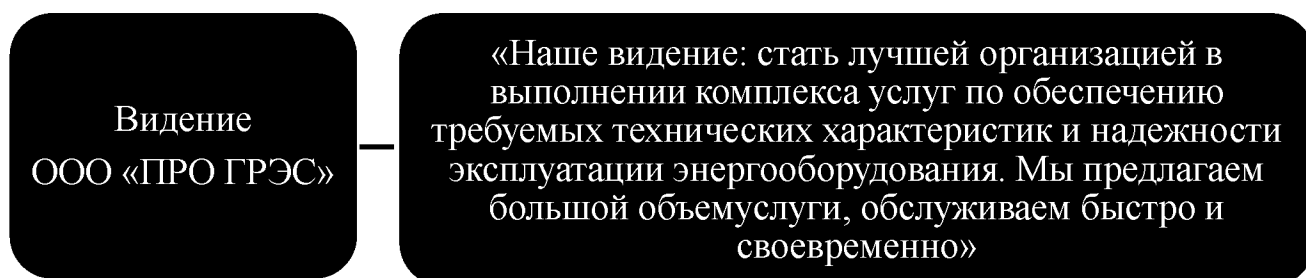 Видение
ООО «ПРО ГРЭС»
«Наше видение: стать лучшей организацией в
выполнении комплекса услуг по обеспечению
требуемых технических характеристик и надежности
эксплуатации энергооборудования. Мы предлагаем
большой объемуслуги, обслуживаем быстро и
своевременно»